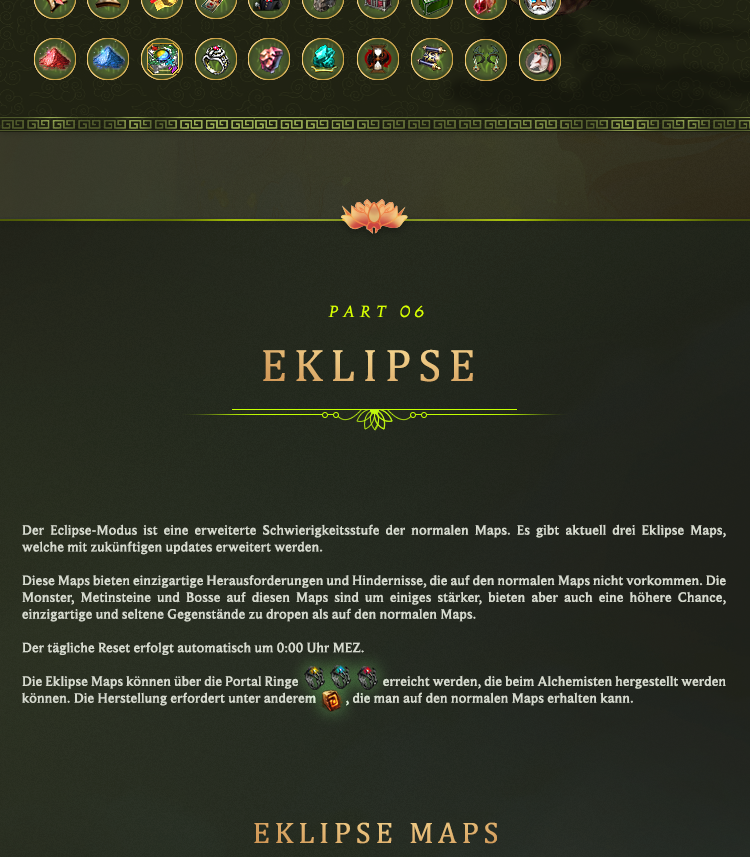 PART 06
EKLIPSE
Der Eclipse-Modus ist eine erweiterte Schwierigkeitsstufe der normalen Maps. Es gibt aktuell drei Eklipse Maps,
welche mit zukünftigen updates erweitert werden.
Diese Maps bieten einzigartige Herausforderungen und Hindernisse, die auf den normalen Maps nicht vorkommen. Die
Monster, Metinsteine und Bosse auf diesen Maps sind um einiges stärker, bieten aber auch eine höhere Chance,
einzigartige und seltene Gegenstände zu dropen als auf den normalen Maps.
Der tägliche Reset erfolgt automatisch um 0:00 Uhr MEZ.
Die Eklipse Maps können über die Portal Ringe erreicht werden, die beim Alchemisten hergestellt werden
können. Die Herstellung erfordert unter anderem , die man auf den normalen Maps erhalten kann.
EKLIPSE MAPS